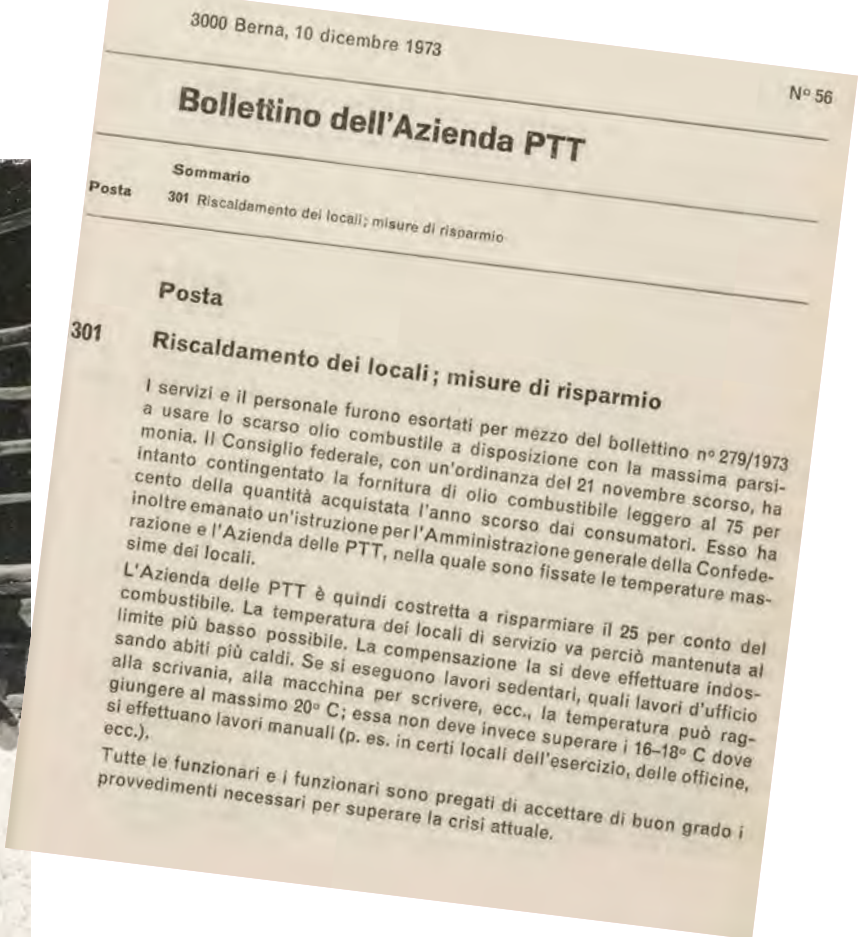 3000 Berna, 10 dicembre 1973
Nº 56
Bollettino dell'Azienda PTT
Sommario
Posta 301 Riscaldamento dei locali; misure di risparmio
Posta
301 Riscaldamento dei locali; misure di risparmio
I servizi e il personale furono esortati per mezzo del bollettino nº 279/1973
a usare lo scarso olio combustile a disposizione con la massima parsi-
monia. Il Consiglio federale, con un'ordinanza del 21 novembre scorso, ha
intanto contingentato la fornitura di olio combustibile leggero al 75 per
cento della quantità acquistata l'anno scorso dai consumatori. Esso ha
inoltre emanato un'istruzione per l'Amministrazione generale della Confede-
razione e l'Azienda delle PTT, nella quale sono fissate le temperature mas-
sime dei locali.
L'Azienda delle PTT è quindi costretta a risparmiare il 25 per conto del
combustibile. La temperatura dei locali di servizio va perciò mantenuta al
limite più basso possibile. La compensazione la si deve effettuare indos-
sando abiti più caldi. Se si eseguono lavori sedentari, quali lavori d'ufficio
alla scrivania, alla macchina per scrivere, ecc., la temperatura può rag-
giungere al massimo 20º C; essa non deve invece superare i 16–18º C dove
si effettuano lavori manuali (p. es. in certi locali dell'esercizio, delle officine,
ecc.).
Tutte le funzionari e i funzionari sono pregati di accettare di buon grado i
provvedimenti necessari per superare la crisi attuale.